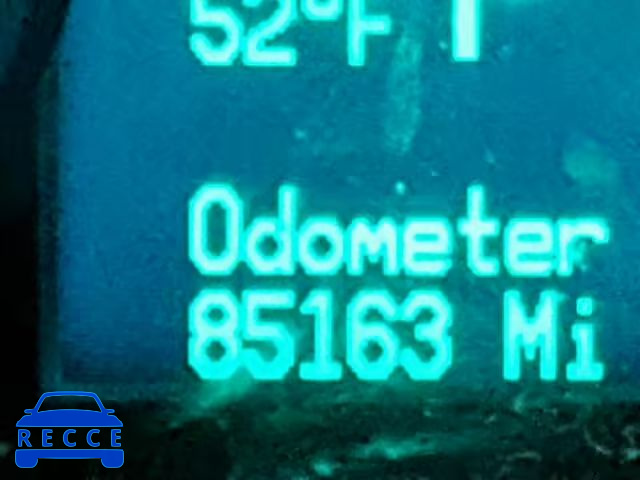 52°F
Odometer
85163 Mi
RECCE